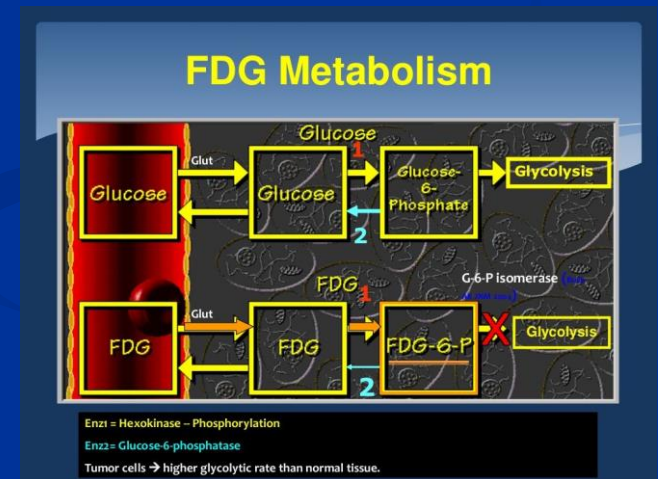 FDG Metabolism
Glucose
Glut
1
Glucose
Glucose
Glucose-
6-
Phosphate
Glycolysis
2
FDG
1
G-6-P isomerase
Glut
FDG
FDG
FDG-6-P
X
Glycolysis
2
Enz1 = Hexokinase – Phosphorylation
Enz2= Glucose-6-phosphatase
Tumor cells → higher glycolytic rate than normal tissue.